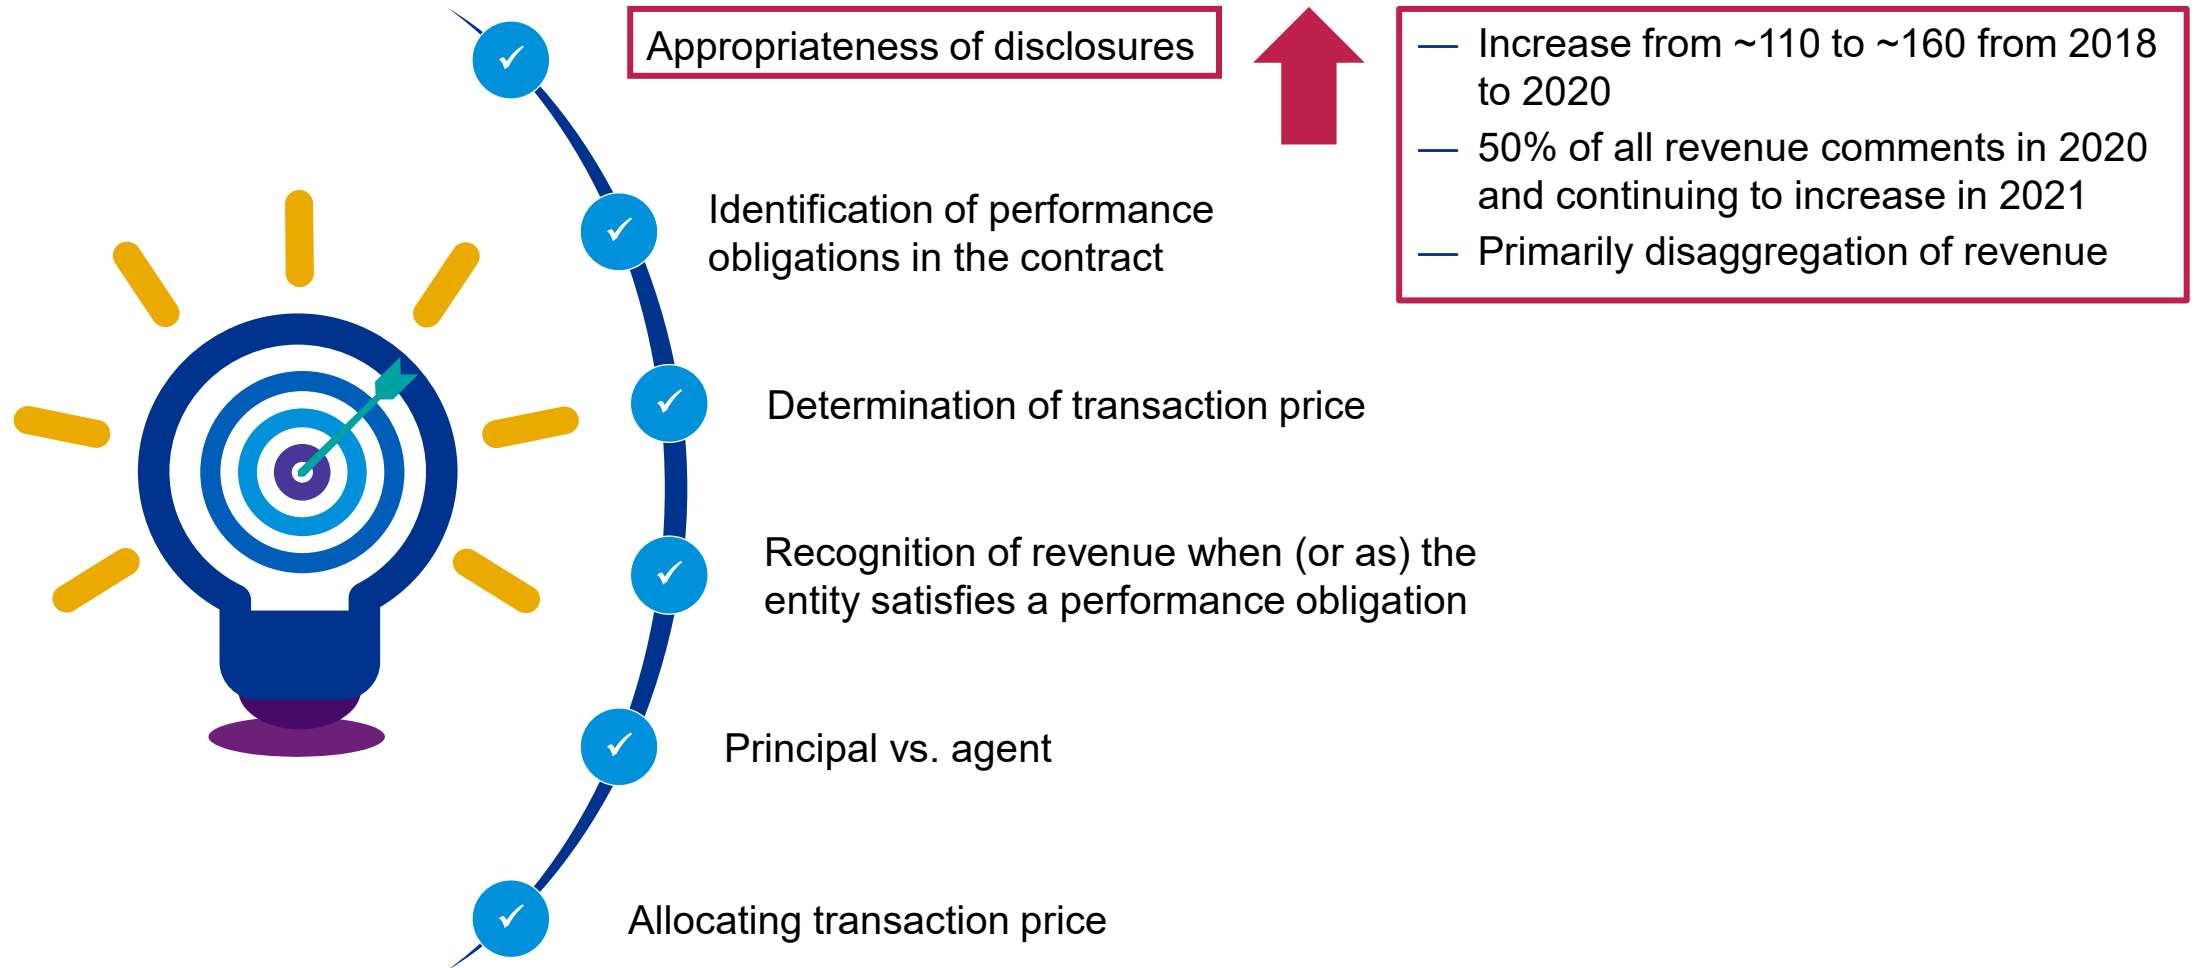 Appropriateness of disclosures
— Increase from ~110 to ~160 from 2018
to 2020
— 50% of all revenue comments in 2020
and continuing to increase in 2021
— Primarily disaggregation of revenue
Identification of performance
obligations in the contract
Determination of transaction price
Recognition of revenue when (or as) the
entity satisfies a performance obligation
Principal vs. agent
Allocating transaction price